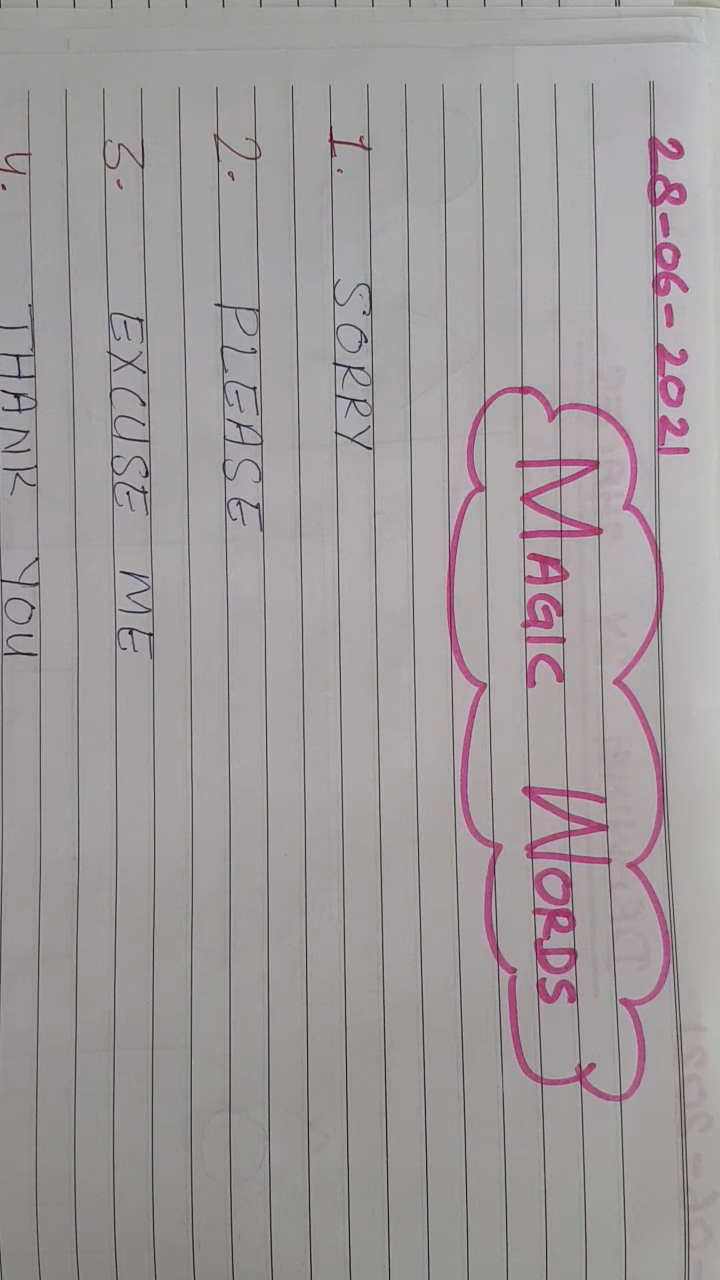 28-06-2021
MAGIC WORDS
1. SORRY
2. PLEASE
3. EXCUSE ME
4. THANK YOU